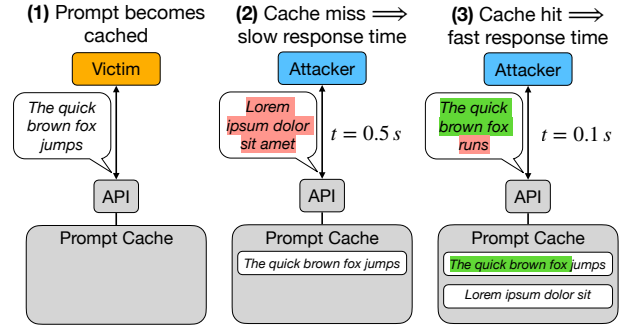 (1) Prompt becomes
cached
Victim
The quick
brown fox
jumps
API
Prompt Cache
(2) Cache miss ⟹
slow response time
Attacker
Lorem
ipsum dolor
sit amet
t = 0.5 s
API
Prompt Cache
The quick brown fox jumps
(3) Cache hit ⟹
fast response time
Attacker
The quick
brown fox
runs
t = 0.1 s
API
Prompt Cache
The quick brown fox jumps
Lorem ipsum dolor sit